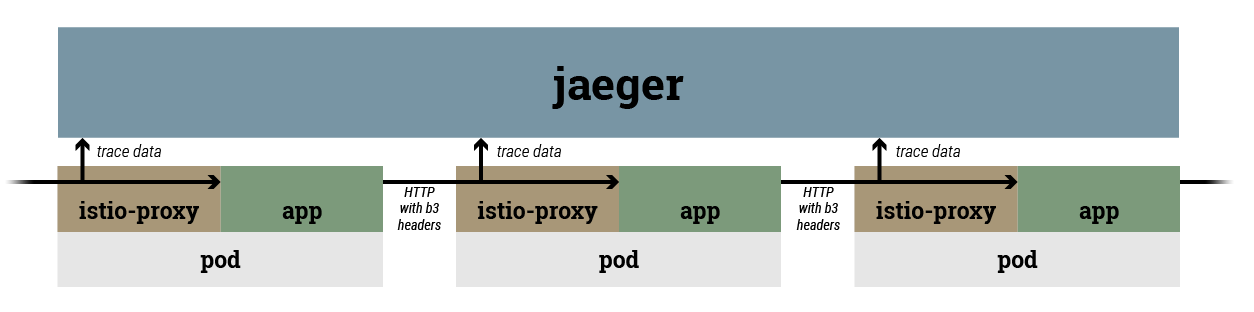 jaeger
trace data
trace data
trace data
istio-proxy
app
HTTP
with b3
headers
istio-proxy
app
HTTP
with b3
headers
istio-proxy
app
pod
pod
pod